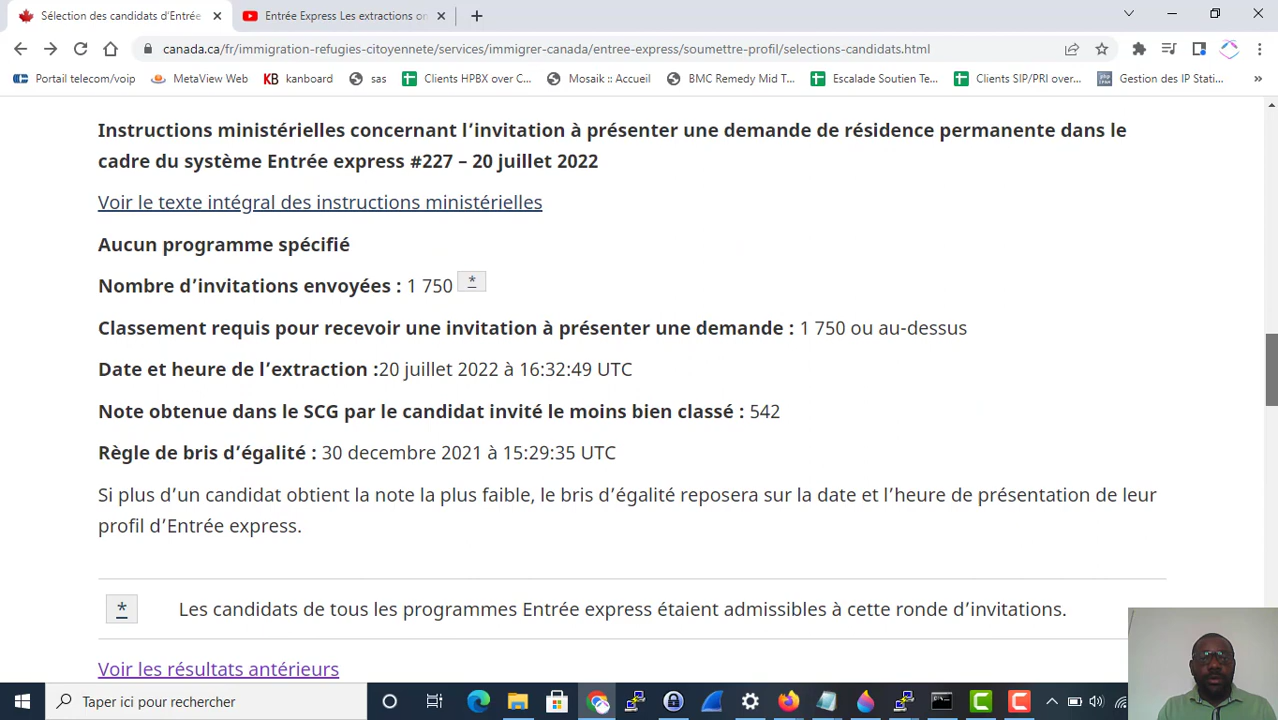 Sélection des candidats d'Entrée
Entrée Express Les extractions on
canada.ca/fr/immigration-refugies-citoyennete/services/immigrer-canada/entree-express/soumettre-profil/selections-candidats.html
Portail telecom/voip MetaView Web KB kanboard sas Clients HPBX over C... Mosaik :: Accueil BMC Remedy Mid T... Escalade Soutien Te... Clients SIP/PRI over... Gestion des IP Stati... »
Instructions ministérielles concernant l'invitation à présenter une demande de résidence permanente dans le
cadre du système Entrée express #227 – 20 juillet 2022
Voir le texte intégral des instructions ministérielles
Aucun programme spécifié
Nombre d'invitations envoyées : 1 750 *
Classement requis pour recevoir une invitation à présenter une demande : 1 750 ou au-dessus
Date et heure de l'extraction :20 juillet 2022 à 16:32:49 UTC
Note obtenue dans le SCG par le candidat invité le moins bien classé : 542
Règle de bris d'égalité : 30 decembre 2021 à 15:29:35 UTC
Si plus d'un candidat obtient la note la plus faible, le bris d'égalité reposera sur la date et l'heure de présentation de leur
profil d'Entrée express.
* Les candidats de tous les programmes Entrée express étaient admissibles à cette ronde d'invitations.
Voir les résultats antérieurs
Taper ici pour rechercher